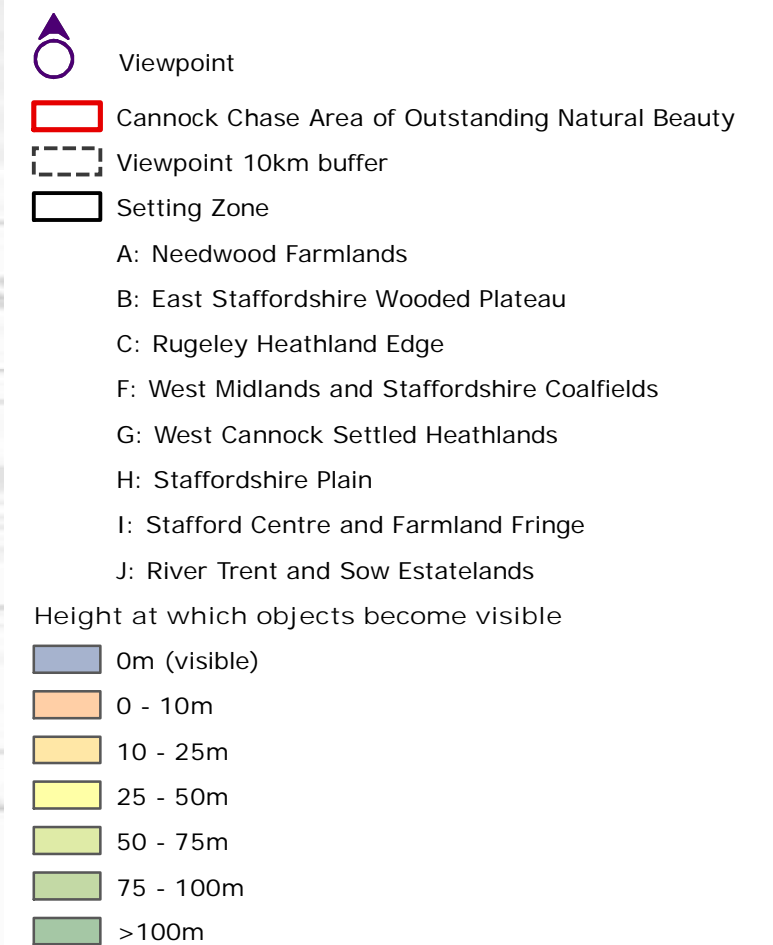 Viewpoint
Cannock Chase Area of Outstanding Natural Beauty
Viewpoint 10km buffer
Setting Zone
A: Needwood Farmlands
B: East Staffordshire Wooded Plateau
C: Rugeley Heathland Edge
F: West Midlands and Staffordshire Coalfields
G: West Cannock Settled Heathlands
H: Staffordshire Plain
I: Stafford Centre and Farmland Fringe
J: River Trent and Sow Estatelands
Height at which objects become visible
0m (visible)
0 - 10m
10 - 25m
25 - 50m
50 - 75m
75 - 100m
>100m